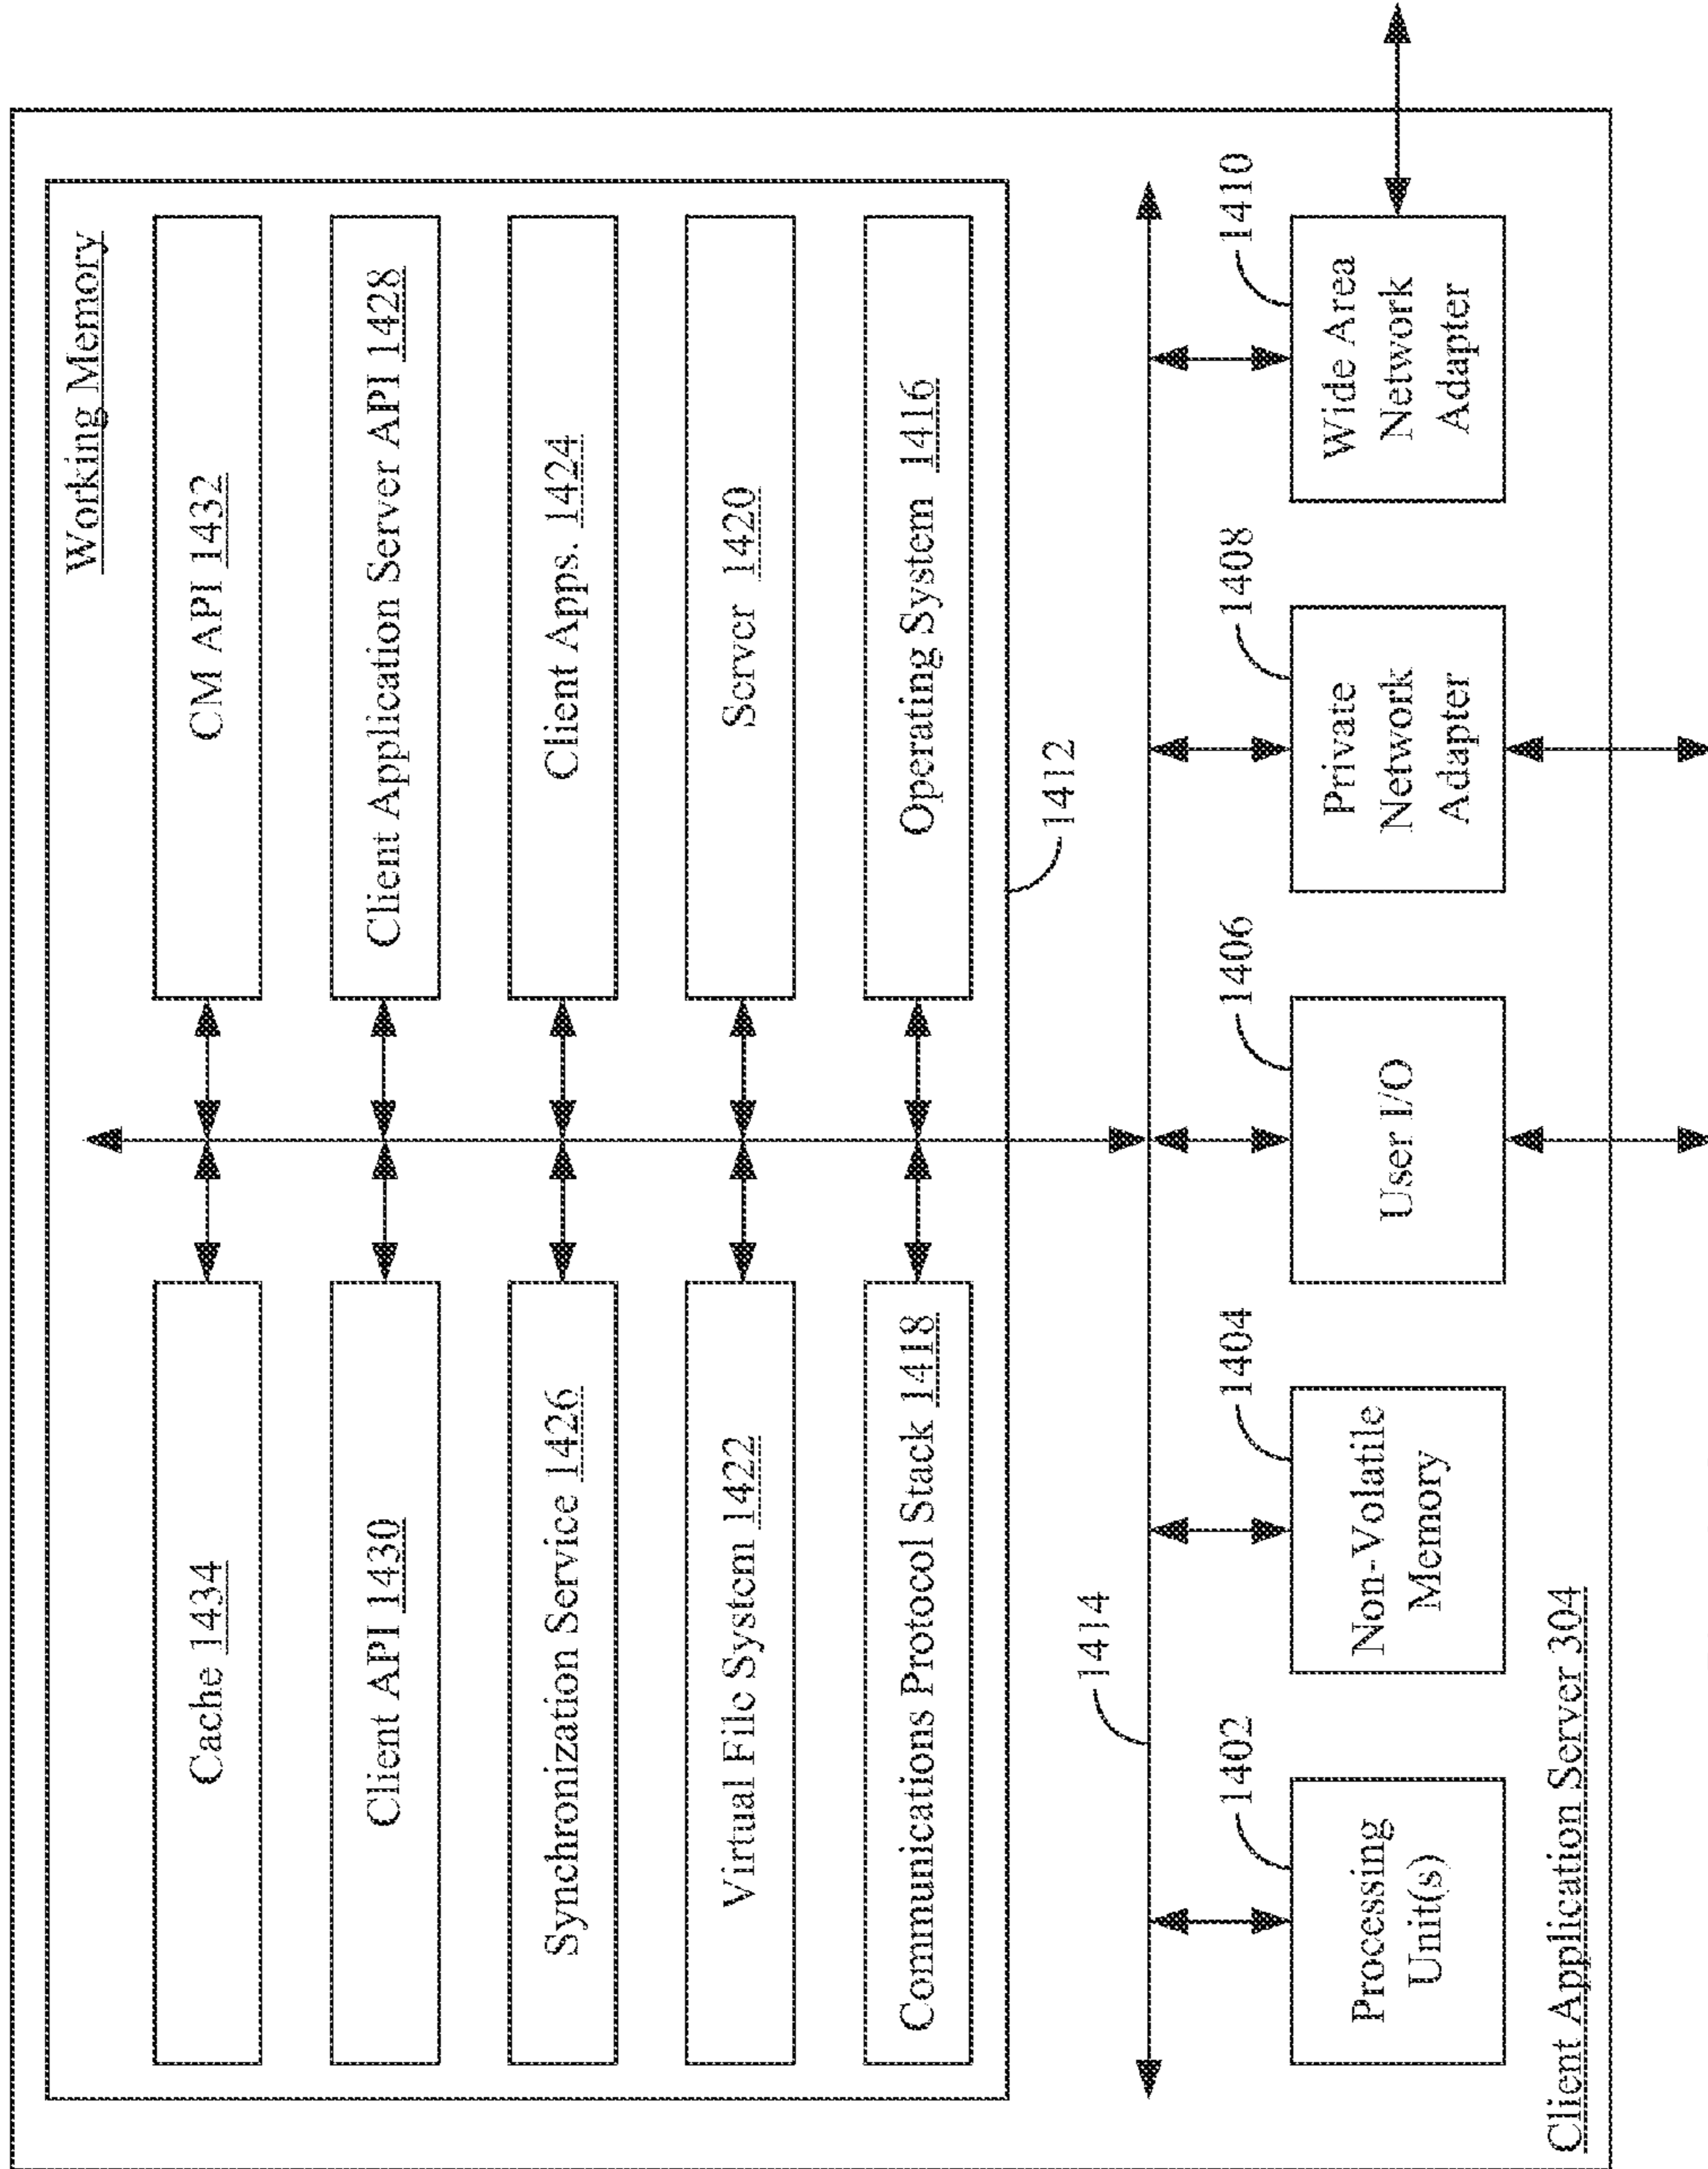 Working Memory
Cache 1434
CM API 1432
Client API 1430
Client Application Server API 1428
Synchronization Service 1426
Client Apps. 1424
Virtual File System 1422
Server 1420
Communications Protocol Stack 1418
Operating System 1416
1412
1414
1402
1404
1406
1408
1410
Processing
Unit(s)
Non-Volatile
Memory
User I/O
Private
Network
Adapter
Wide Area
Network
Adapter
Client Application Server 304